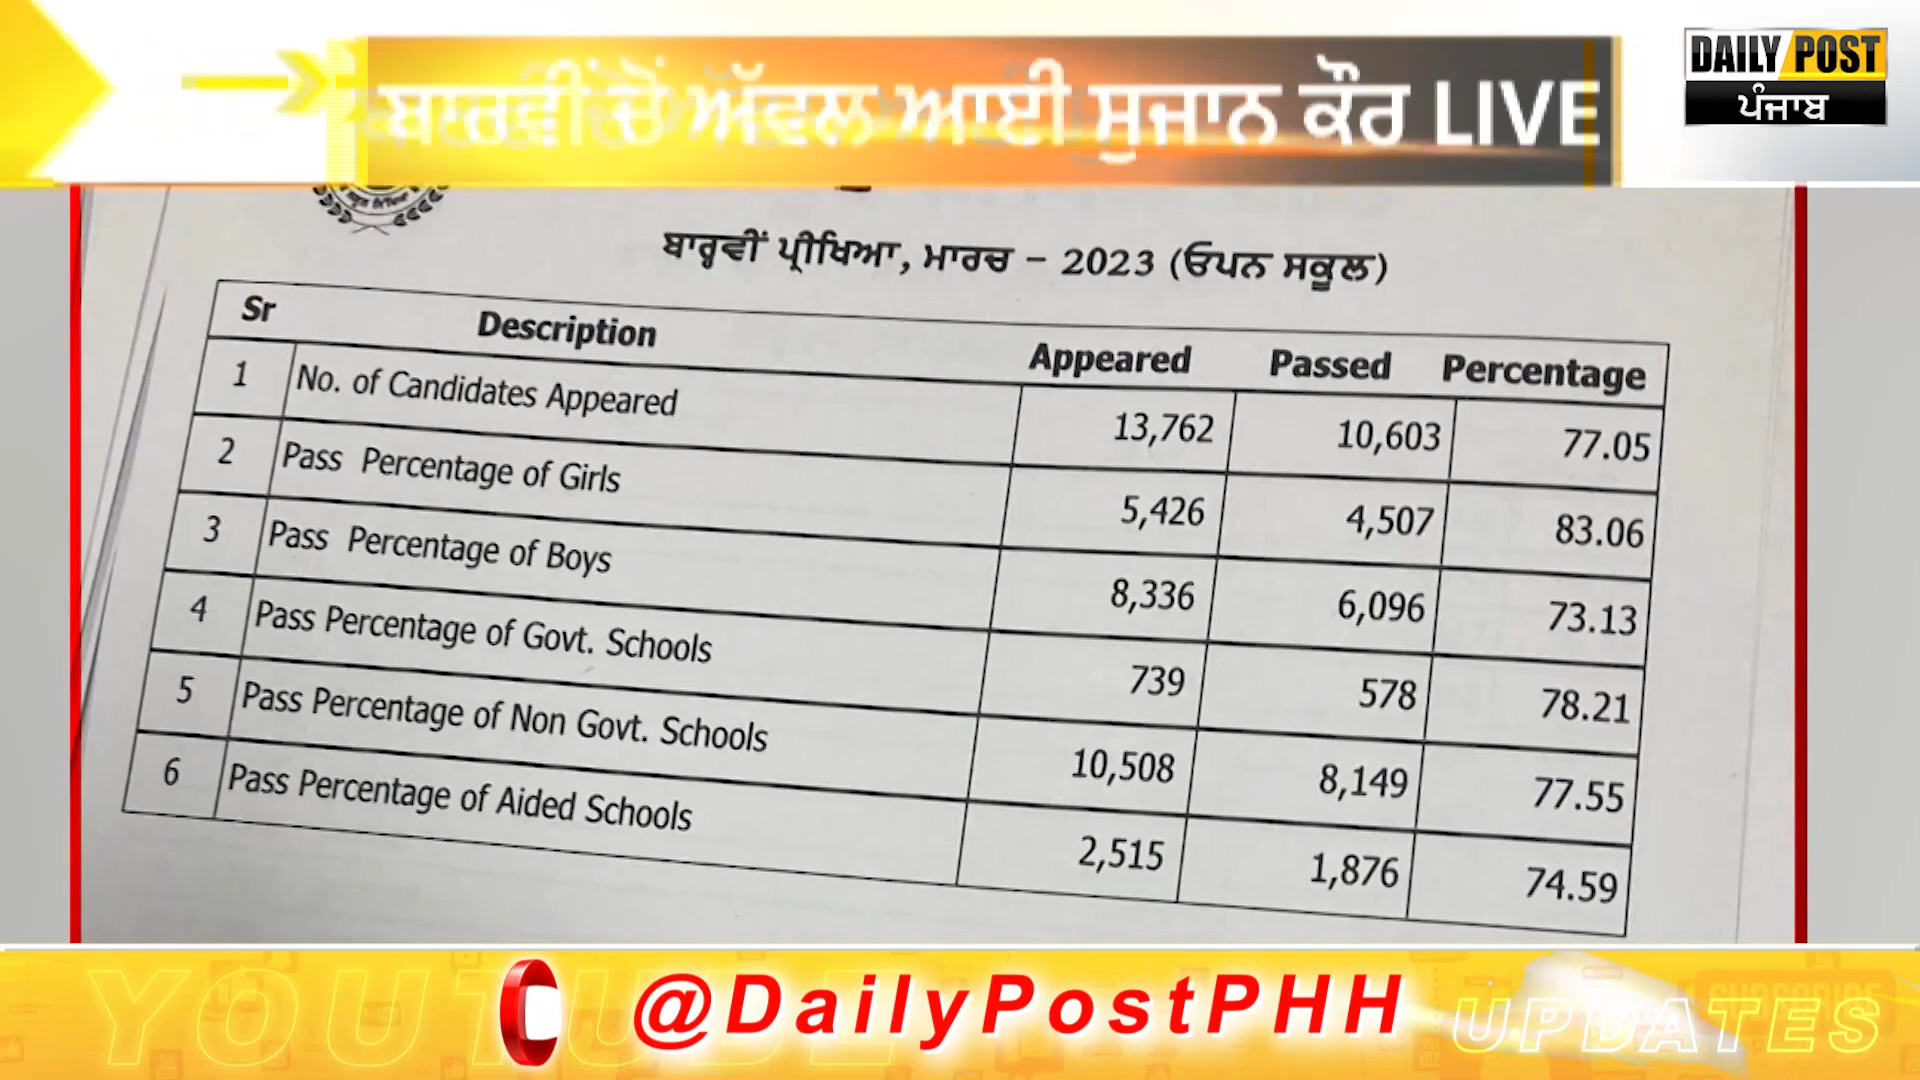 ਬਾਰਵੀਂ ਚੋਂ ਅੱਵਲ ਆਈ ਸੁਜਾਨ ਕੌਰ LIVE
DAILY POST
ਪੰਜਾਬ
ਬਾਰ੍ਹਵੀਂ ਪ੍ਰੀਖਿਆ, ਮਾਰਚ – 2023 (ਓਪਨ ਸਕੂਲ)
Sr Description Appeared Passed Percentage
1 No. of Candidates Appeared 13,762 10,603 77.05
2 Pass Percentage of Girls 5,426 4,507 83.06
3 Pass Percentage of Boys 8,336 6,096 73.13
4 Pass Percentage of Govt. Schools 739 578 78.21
5 Pass Percentage of Non Govt. Schools 10,508 8,149 77.55
6 Pass Percentage of Aided Schools 2,515 1,876 74.59
YOUTUBE @DailyPostPHH UPDATES